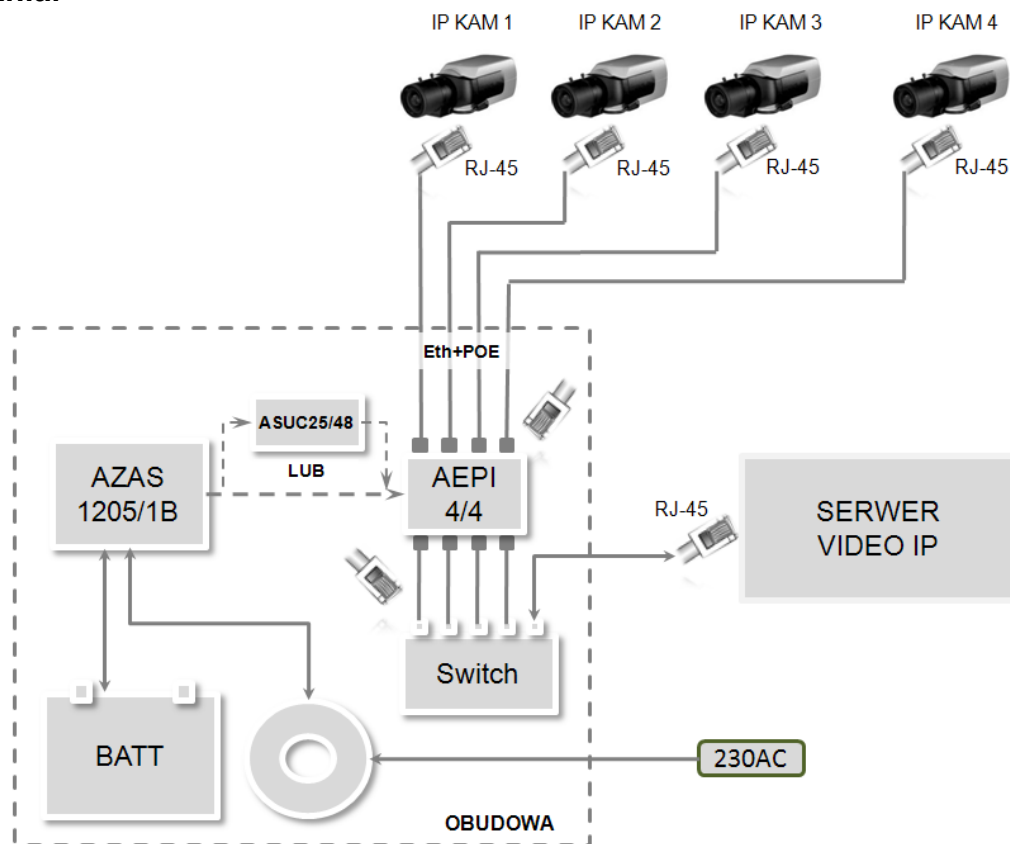 IP KAM 1
IP KAM 2
IP KAM 3
IP KAM 4
RJ-45
RJ-45
RJ-45
RJ-45
Eth+POE
ASUC25/48
LUB
AZAS
1205/1B
AEPI
4/4
RJ-45
SERWER
VIDEO IP
Switch
BATT
230AC
OBUDOWA